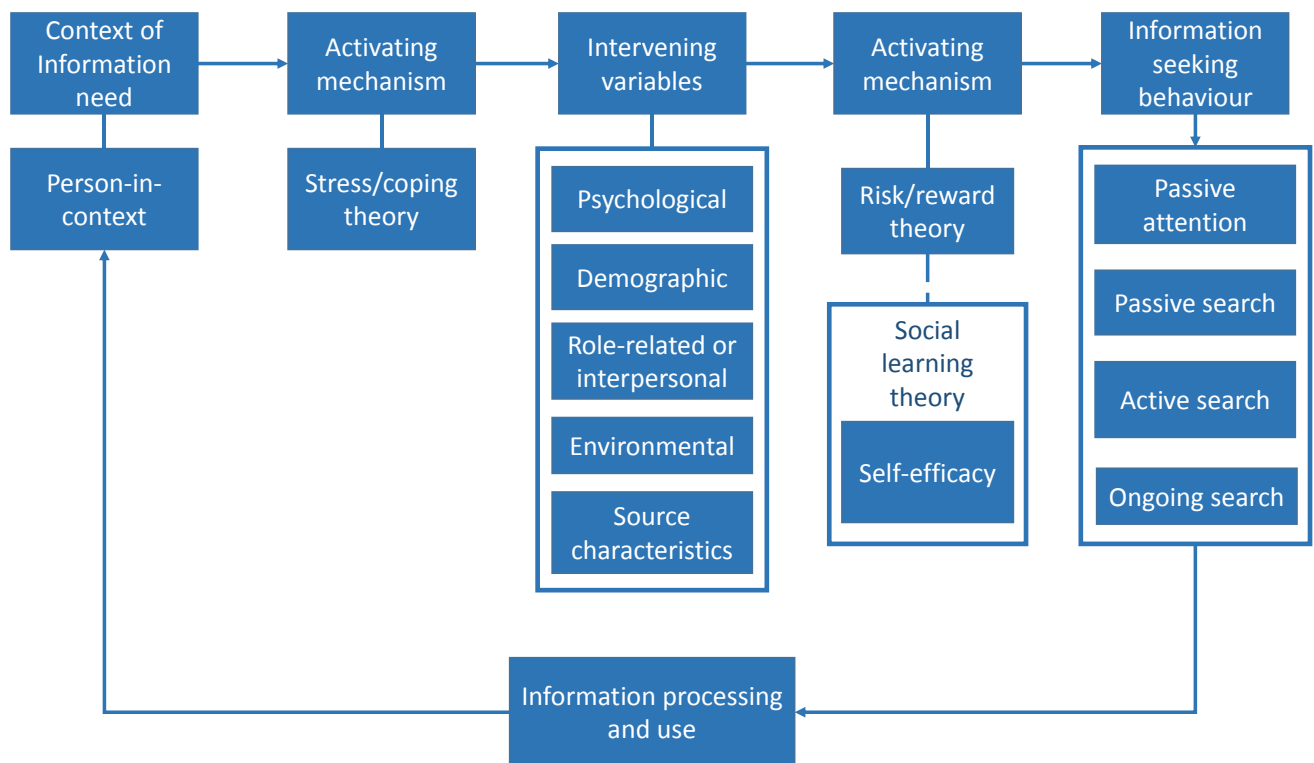 Context of
Information
need
Activating
mechanism
Intervening
variables
Activating
mechanism
Information
seeking
behaviour
Person-in-
context
Stress/coping
theory
Psychological
Demographic
Role-related or
interpersonal
Environmental
Source
characteristics
Risk/reward
theory
Social
learning
theory
Self-efficacy
Passive
attention
Passive search
Active search
Ongoing search
Information processing
and use